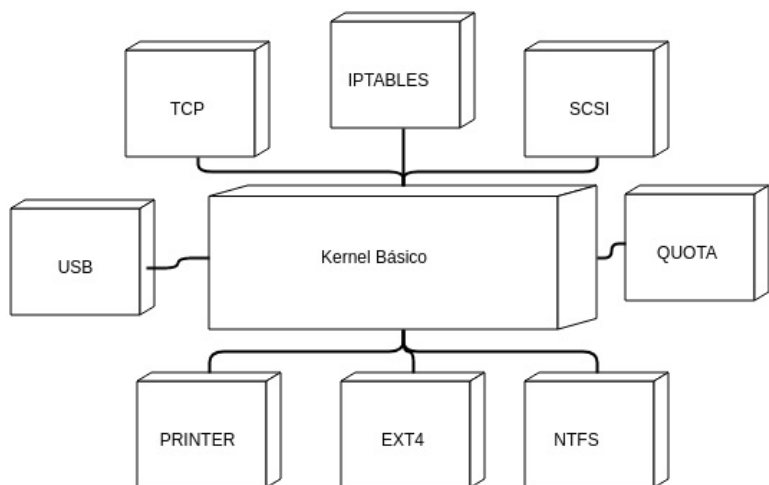 IPTABLES
TCP
SCSI
Kernel Básico
USB
QUOTA
PRINTER
EXT4
NTFS